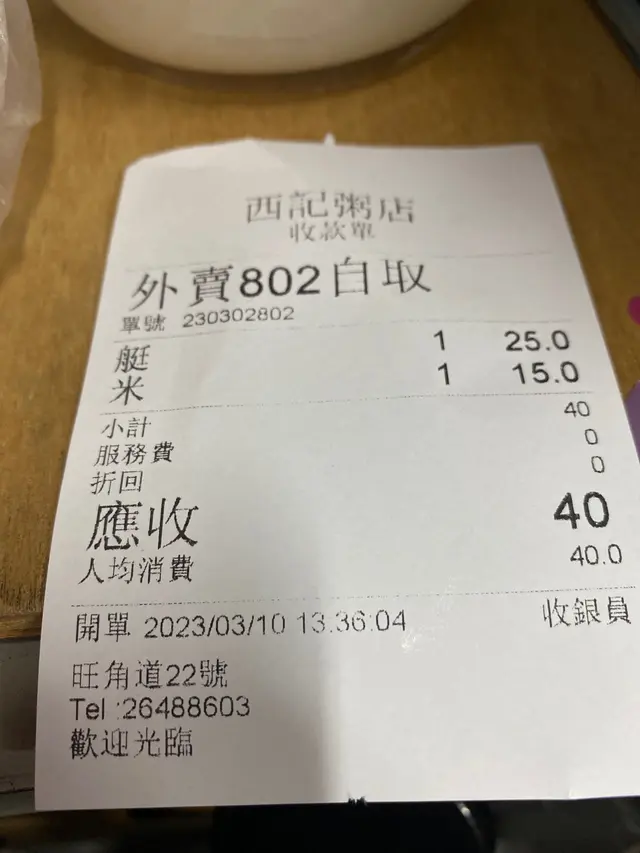 西記粥店
收款單
外賣802自取
單號 230302802
艇 1 25.0
米 1 15.0
小計 40
服務費 0
折回 0
應收 40
人均消費 40.0
開單 2023/03/10 13:36:04 收銀員
旺角道22號
Tel :26488603
歡迎光臨